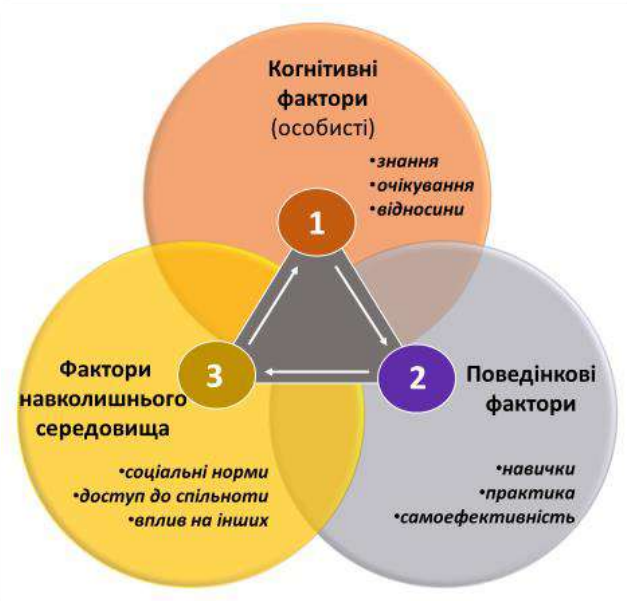 Когнітивні
фактори
(особисті)
•знання
•очікування
•відносини
1
3
2
Фактори
навколишнього
середовища
•соціальні норми
•доступ до спільноти
•вплив на інших
Поведінкові
фактори
•навички
•практика
•самоефективність